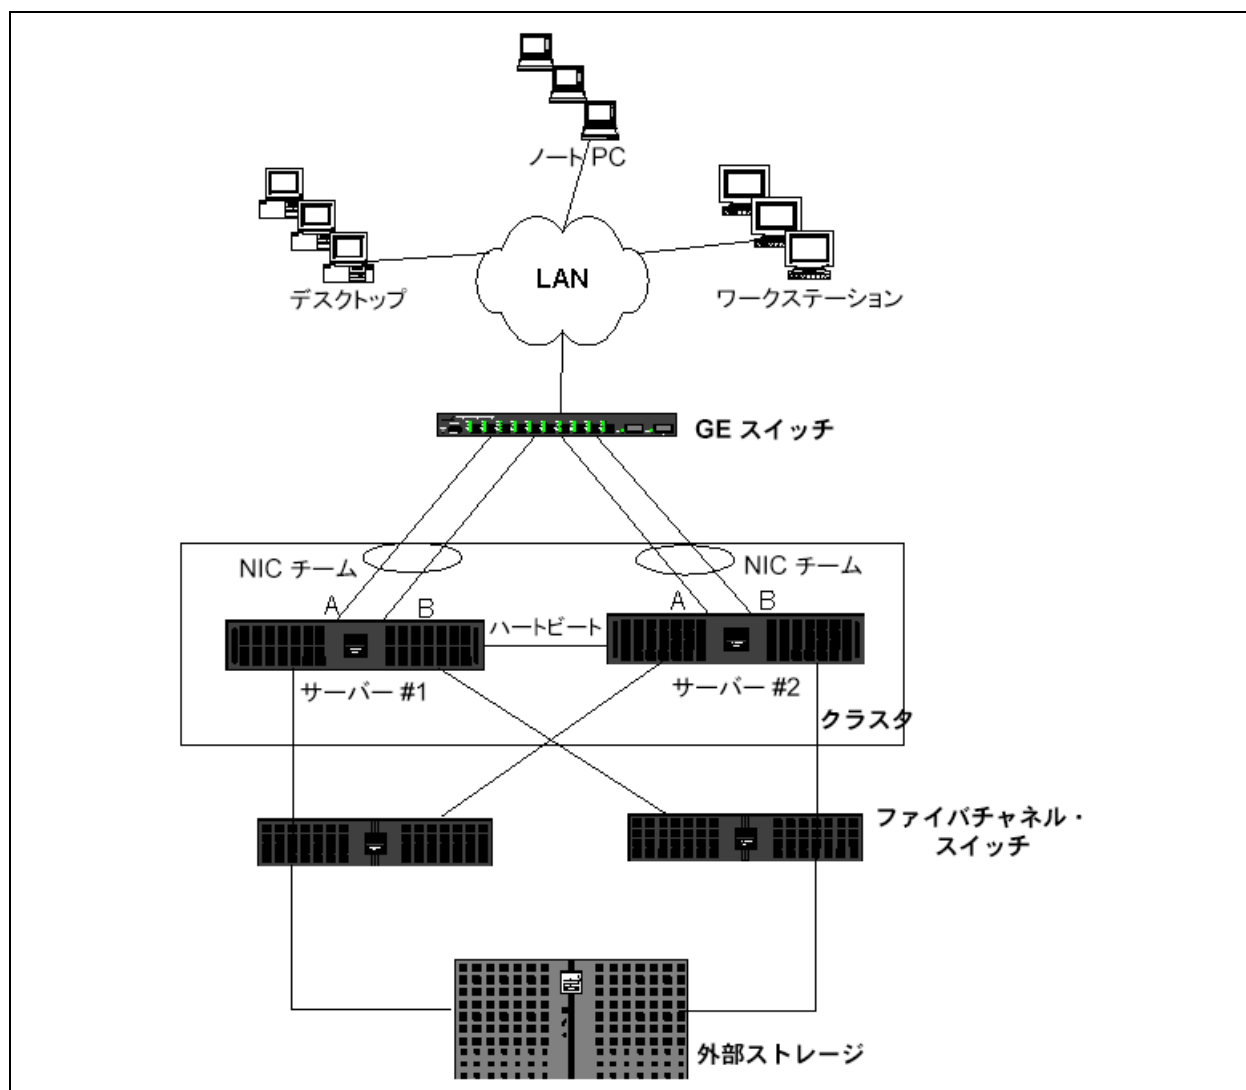 ノート PC
デスクトップ
LAN
ワークステーション
GE スイッチ
NIC チーム
NIC チーム
A
B
A
B
ハートビート
サーバー #1
サーバー #2
クラスタ
ファイバチャネル・
スイッチ
外部ストレージ